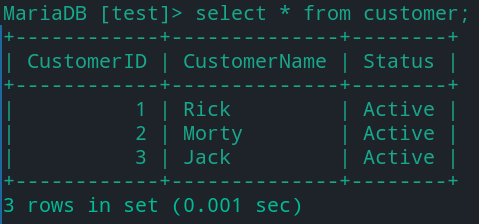 MariaDB [test]> select * from customer;
+------------+--------------+--------+
| CustomerID | CustomerName | Status |
+------------+--------------+--------+
|          1 | Rick         | Active |
|          2 | Morty        | Active |
|          3 | Jack         | Active |
+------------+--------------+--------+
3 rows in set (0.001 sec)